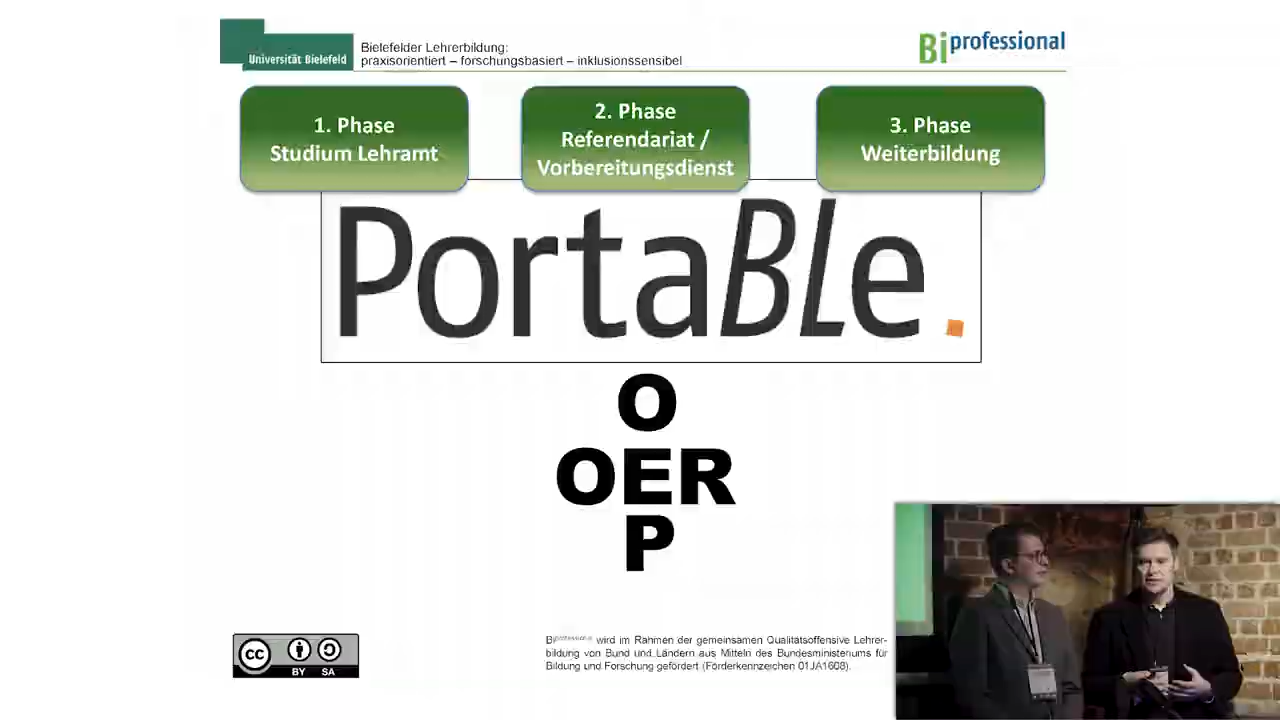 Universität Bielefeld
Bielefelder Lehrerbildung:
praxisorientiert – forschungsbasiert – inklusionssensibel
Biprofessional
1. Phase
Studium Lehramt
2. Phase
Referendariat /
Vorbereitungsdienst
3. Phase
Weiterbildung
PortaBLe.
O
OER
P
CC BY SA
Biprofessional wird im Rahmen der gemeinsamen Qualitätsoffensive Lehrer-
bildung von Bund und Ländern aus Mitteln des Bundesministeriums für
Bildung und Forschung gefördert (Förderkennzeichen 01JA1608).